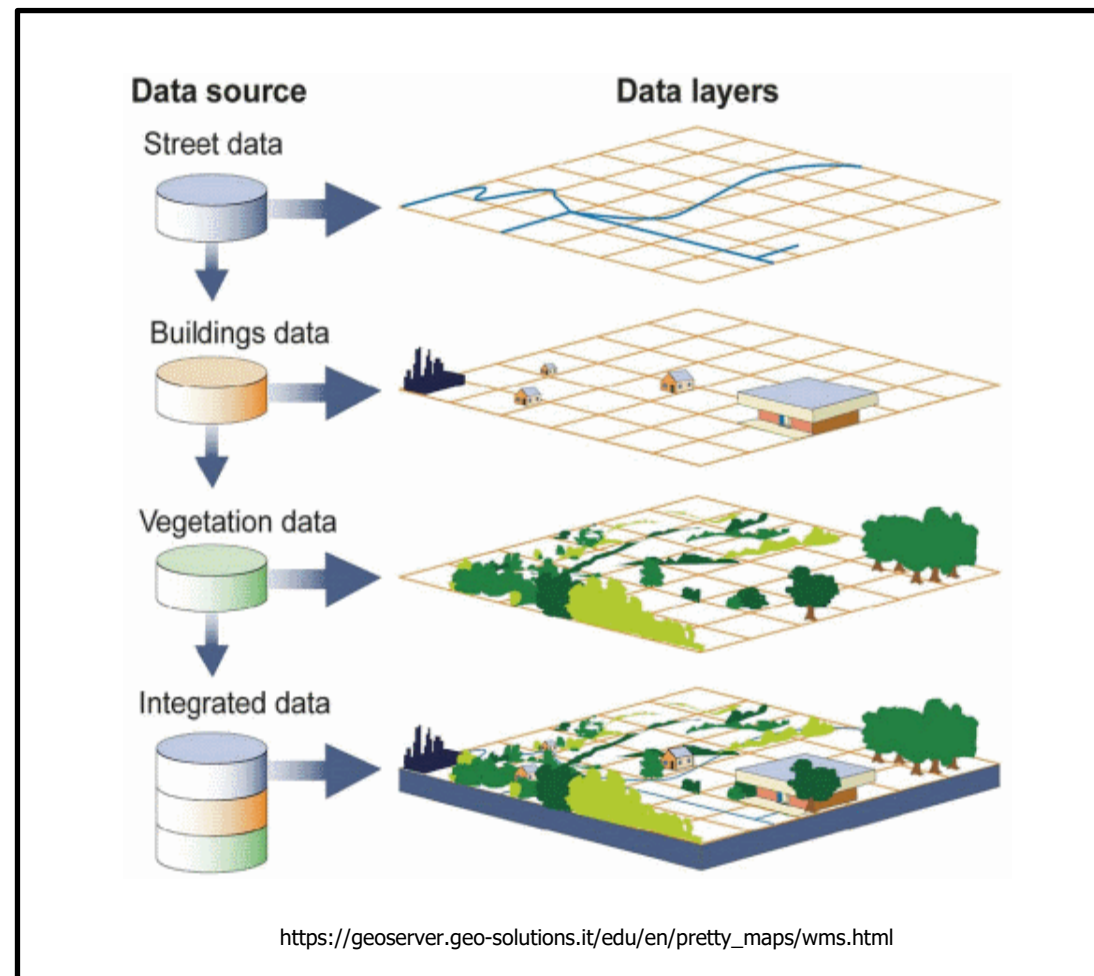 Data source
Data layers
Street data
Buildings data
Vegetation data
Integrated data
https://geoserver.geo-solutions.it/edu/en/pretty_maps/wms.html